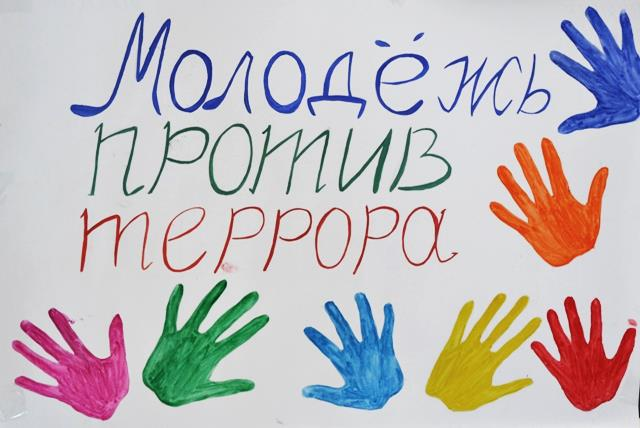 Молодёжь
против
террора